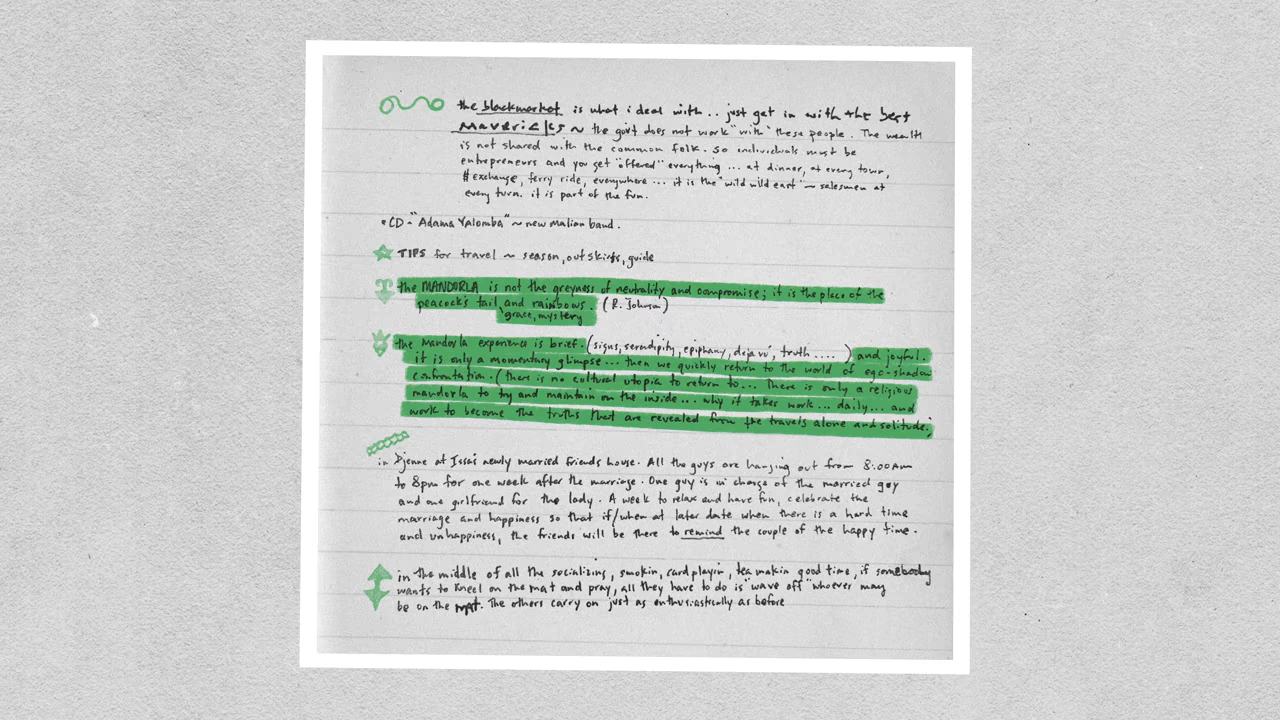 the blackmarket is what i deal with .. just get in with the best
mavericks ~ the gov't does not work "with" these people. The wealth
is not shared with the common folk. So individuals must be
entrepreneurs and you get "offered" everything ... at dinner, at every town,
# exchange, ferry ride, everywhere ... it is the "wild wild east" ~ salesmen at
every turn. it is part of the fun.
• CD - "Adama Yalomba" ~ new Malian band.
TIPS for travel ~ season, outskirts, guide
the MANDORLA is not the greyness of neutrality and compromise; it is the place of the
peacock's tail and rainbows. (R. Johnson)
grace, mystery
the Mandorla experience is brief. (signs, serendipity, epiphany, deja vu, truth ....) and joyful.
it is only a momentary glimpse... then we quickly return to the world of ego-shadow
confrontation. (there is no cultural utopia to return to... There is only a religious
mandorla to try and maintain on the inside... why it takes work... daily... and
work to become the truths that are revealed from the travels alone and solitude.)
in Djenne at Issa's newly married friends house. All the guys are hanging out from 8:00AM
to 8pm for one week after the marriage. One guy is in charge of the married guy
and one girlfriend for the lady. A week to relax and have fun, celebrate the
marriage and happiness so that if/when at later date when there is a hard time
and unhappiness, the friends will be there to remind the couple of the happy time.
in the middle of all the socializing, smokin, card playin, tea makin good time, if somebody
wants to kneel on the mat and pray, all they have to do is "wave off" whoever may
be on the mat. The others carry on just as enthusiastically as before